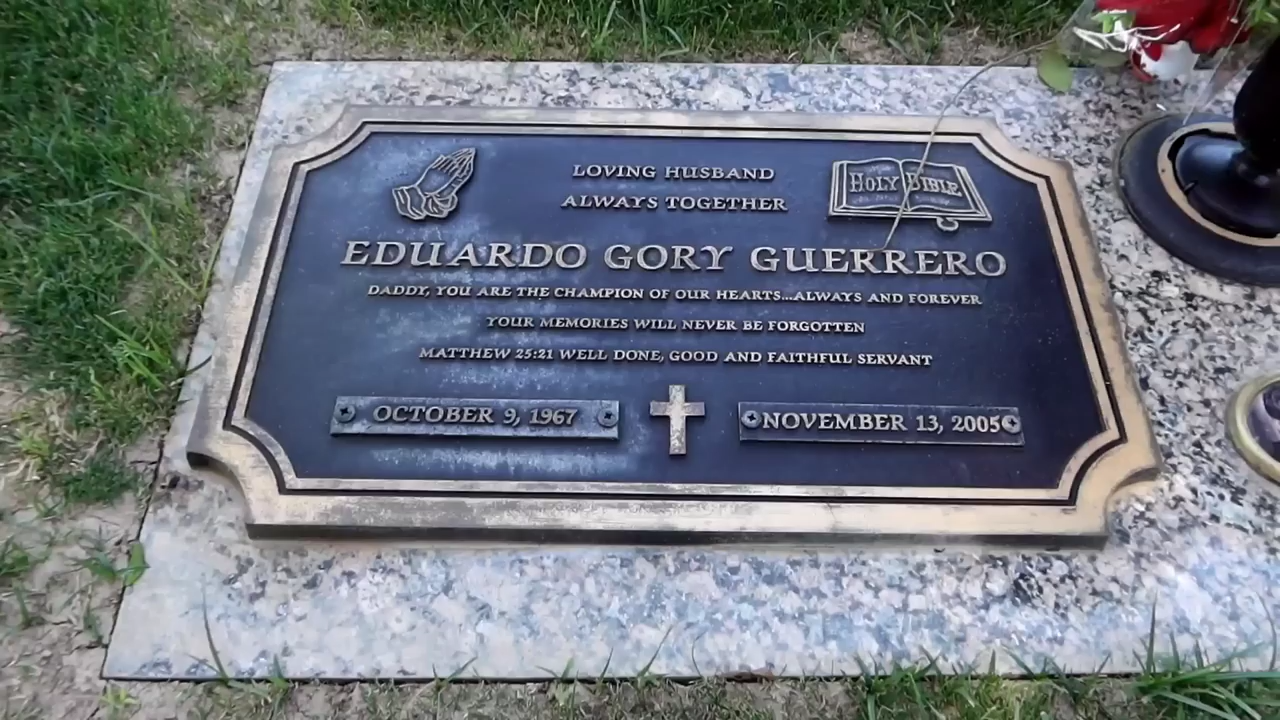 LOVING HUSBAND
ALWAYS TOGETHER
HOLY BIBLE
EDUARDO GORY GUERRERO
DADDY, YOU ARE THE CHAMPION OF OUR HEARTS...ALWAYS AND FOREVER
YOUR MEMORIES WILL NEVER BE FORGOTTEN
MATTHEW 25:21 WELL DONE, GOOD AND FAITHFUL SERVANT
OCTOBER 9, 1967
NOVEMBER 13, 2005